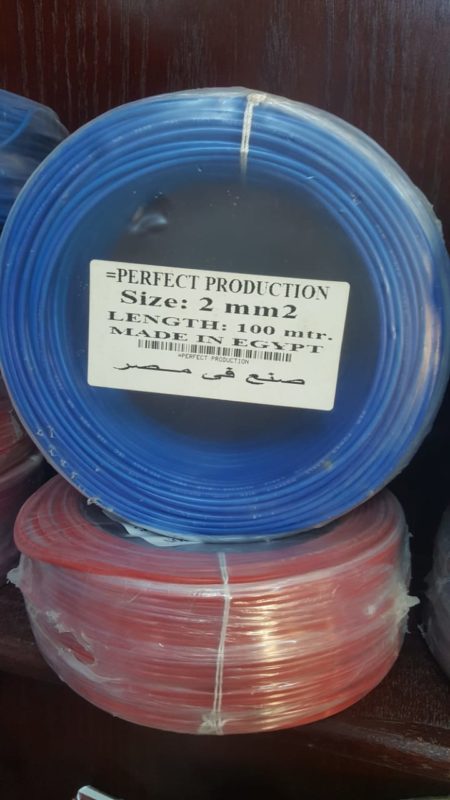 =PERFECT PRODUCTION
Size: 2 mm2
LENGTH: 100 mtr.
MADE IN EGYPT
=PERFECT PRODUCTION
صنع فى مصر